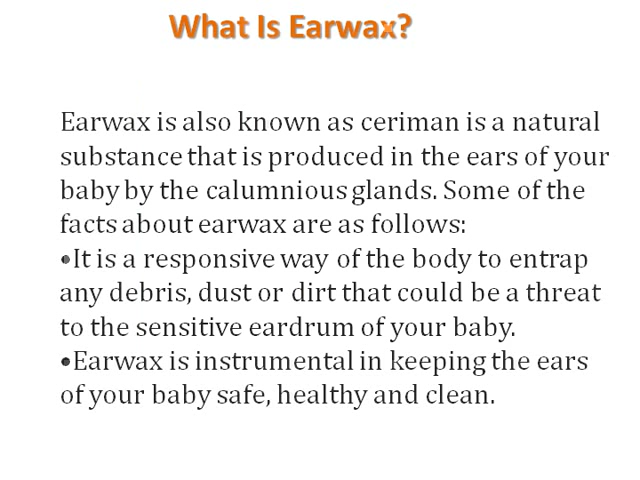 What Is Earwax?
Earwax is also known as ceriman is a natural
substance that is produced in the ears of your
baby by the calumnious glands. Some of the
facts about earwax are as follows:
•It is a responsive way of the body to entrap
any debris, dust or dirt that could be a threat
to the sensitive eardrum of your baby.
•Earwax is instrumental in keeping the ears
of your baby safe, healthy and clean.